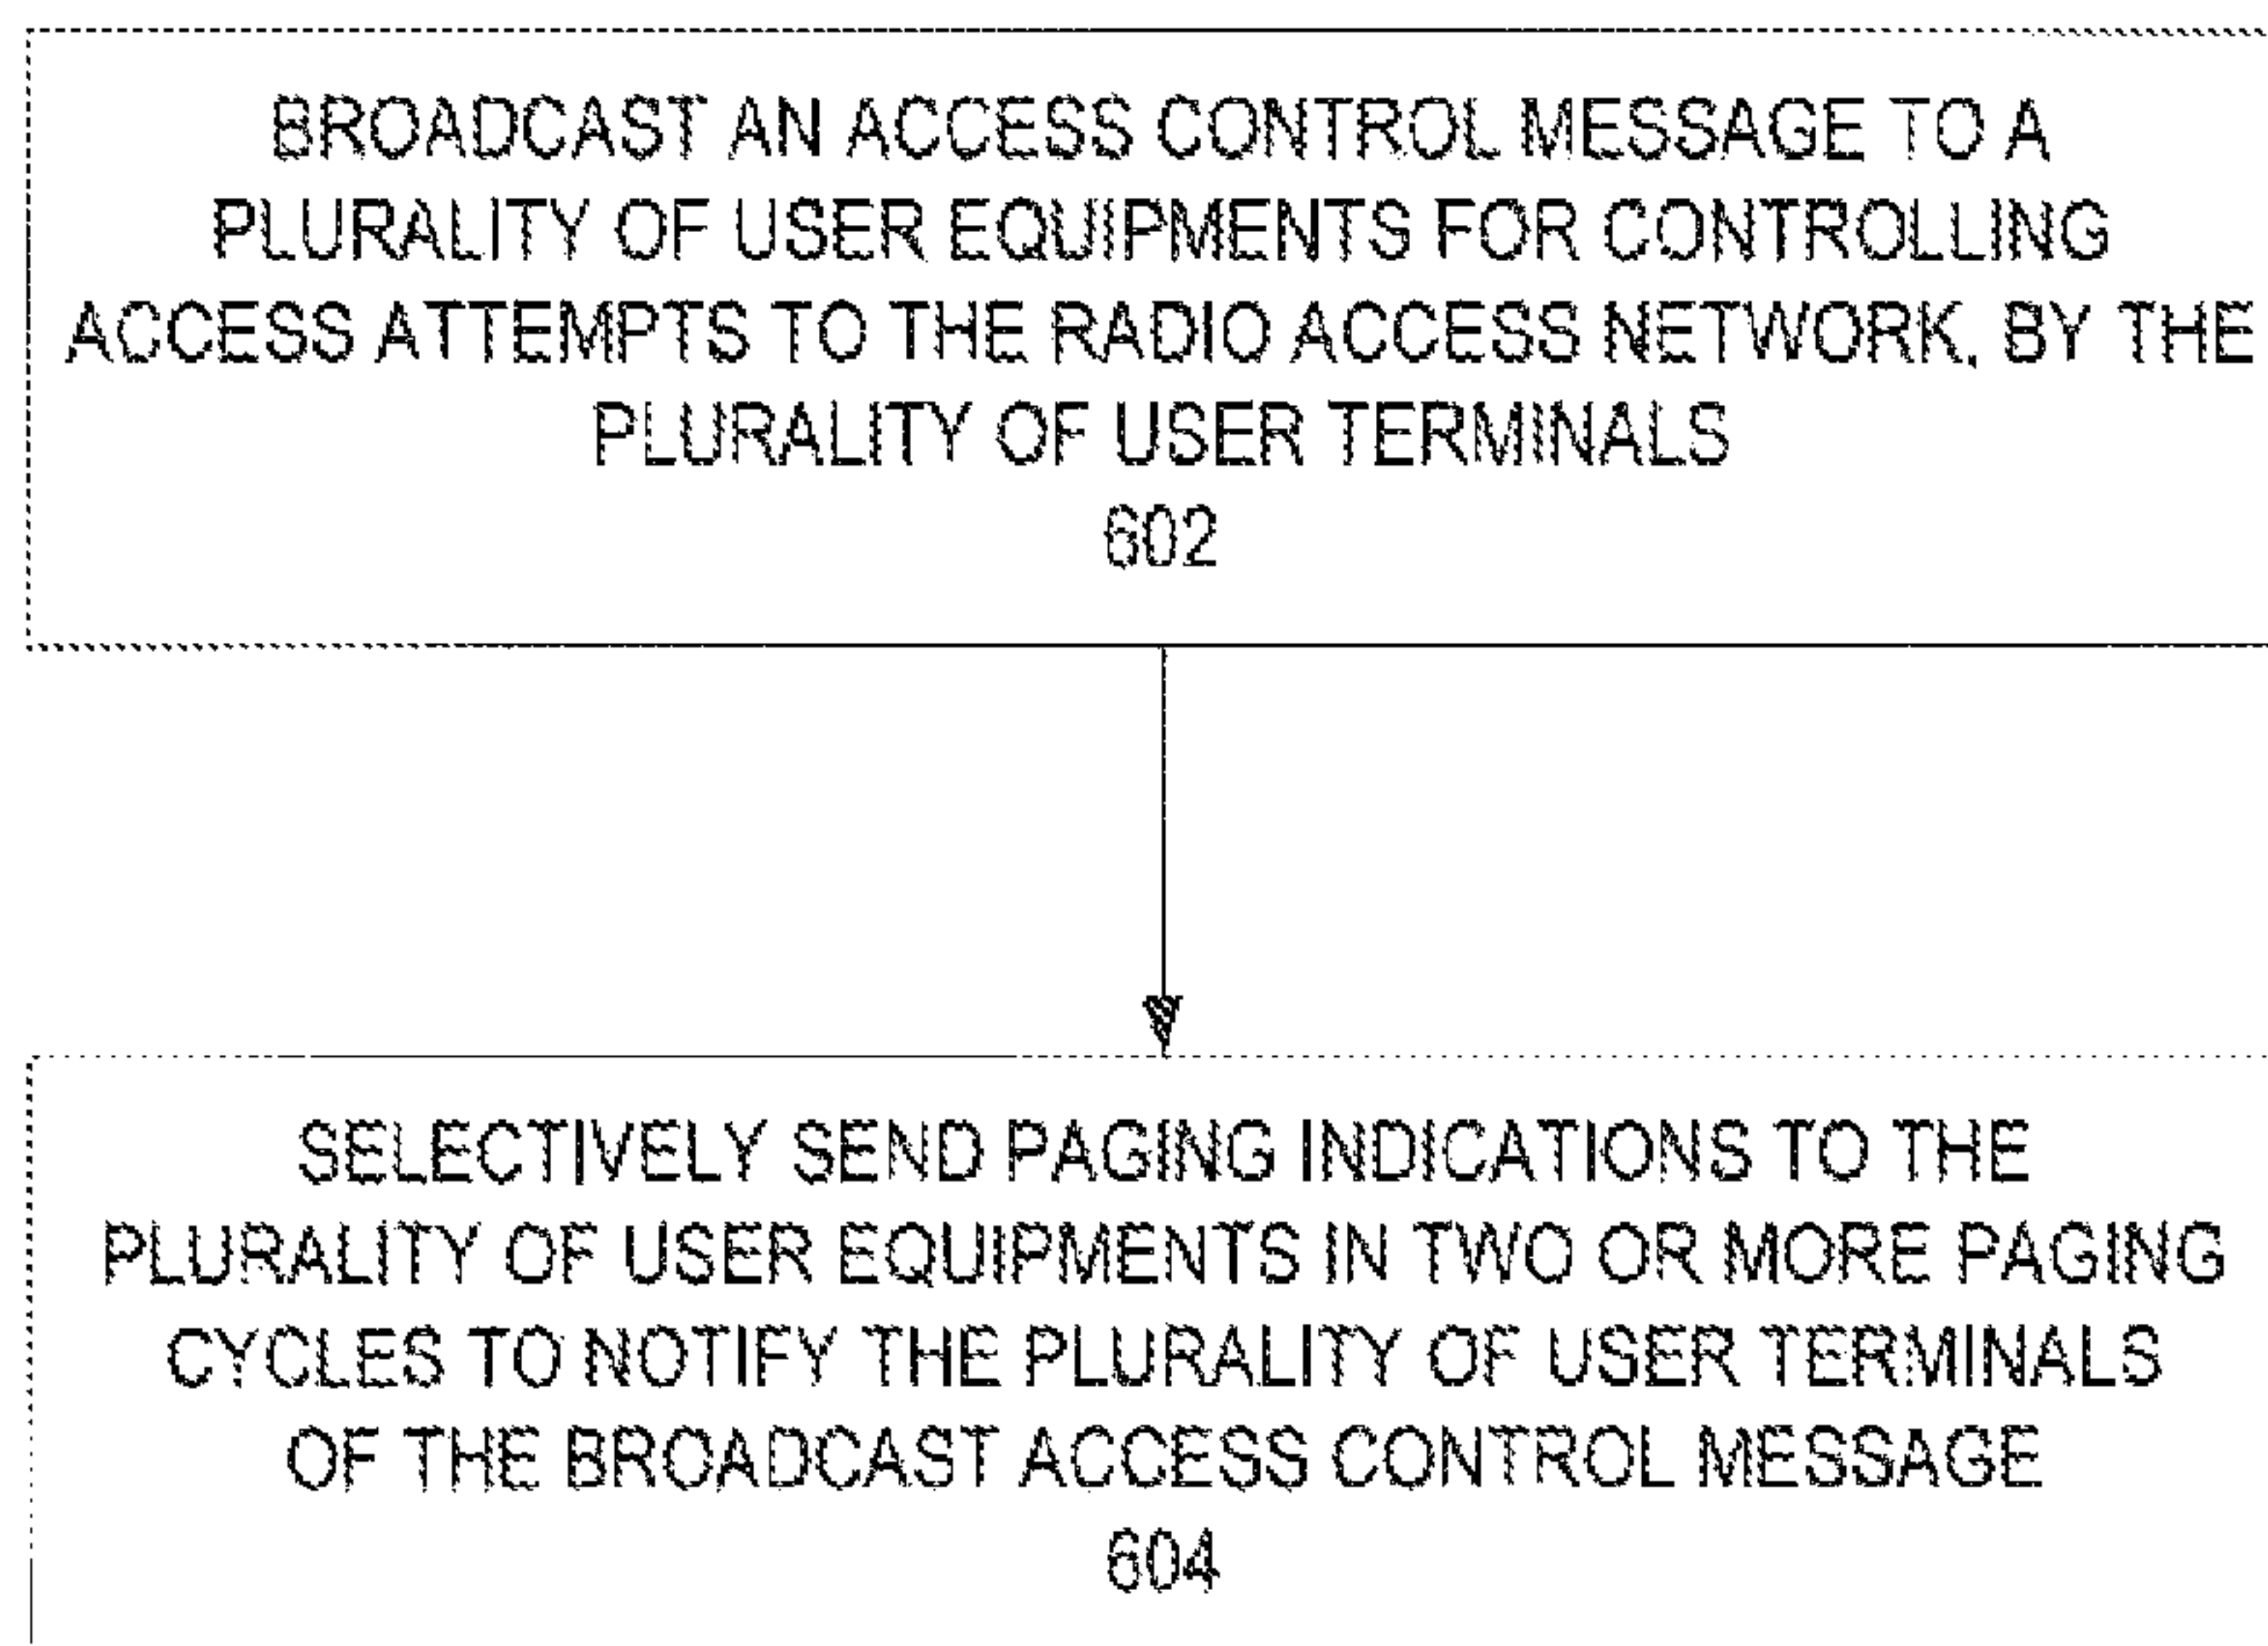 BROADCAST AN ACCESS CONTROL MESSAGE TO A
PLURALITY OF USER EQUIPMENTS FOR CONTROLLING
ACCESS ATTEMPTS TO THE RADIO ACCESS NETWORK, BY THE
PLURALITY OF USER TERMINALS
602
SELECTIVELY SEND PAGING INDICATIONS TO THE
PLURALITY OF USER EQUIPMENTS IN TWO OR MORE PAGING
CYCLES TO NOTIFY THE PLURALITY OF USER TERMINALS
OF THE BROADCAST ACCESS CONTROL MESSAGE
604